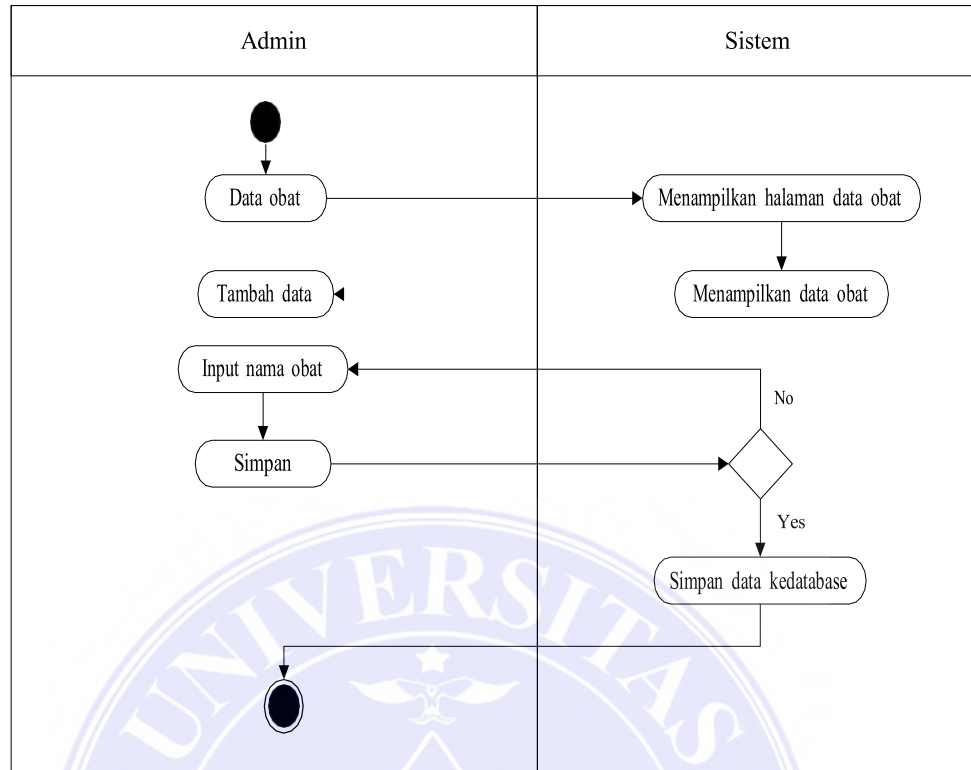 Admin
Sistem
Data obat
Menampilkan halaman data obat
Tambah data
Menampilkan data obat
Input nama obat
No
Simpan
Yes
Simpan data kedatabase
UNIVERSITAS